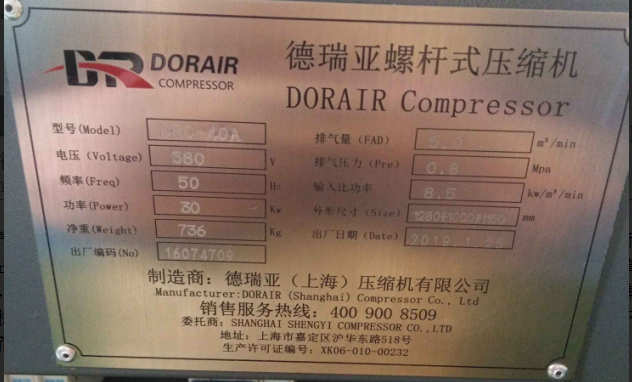 DR DORAIR
COMPRESSOR
德瑞亚螺杆式压缩机
DORAIR Compressor
型号(Model)
电压 (Voltage) 380 V
频率(Freq) 50 Hz
功率(Power) 30 Kw
净重(Weight) 736 Kg
出厂编码(No) 16074709
排气量 (FAD) 5.0 m³/min
排气压力 (Pre) 0.8 Mpa
输入比功率 8.5 kw/m³/min
外形尺寸 (Size) 1280*1000*1150 mm
出厂日期 (Date)
制造商：德瑞亚（上海）压缩机有限公司
Manufacturer:DORAIR (Shanghai) Compressor Co., Ltd
销售服务热线：400 900 8509
委托商：SHANGHAI SHENGYI COMPRESSOR CO.,LTD
地址：上海市嘉定区沪华东路518号
生产许可证编号：XK06-010-00232